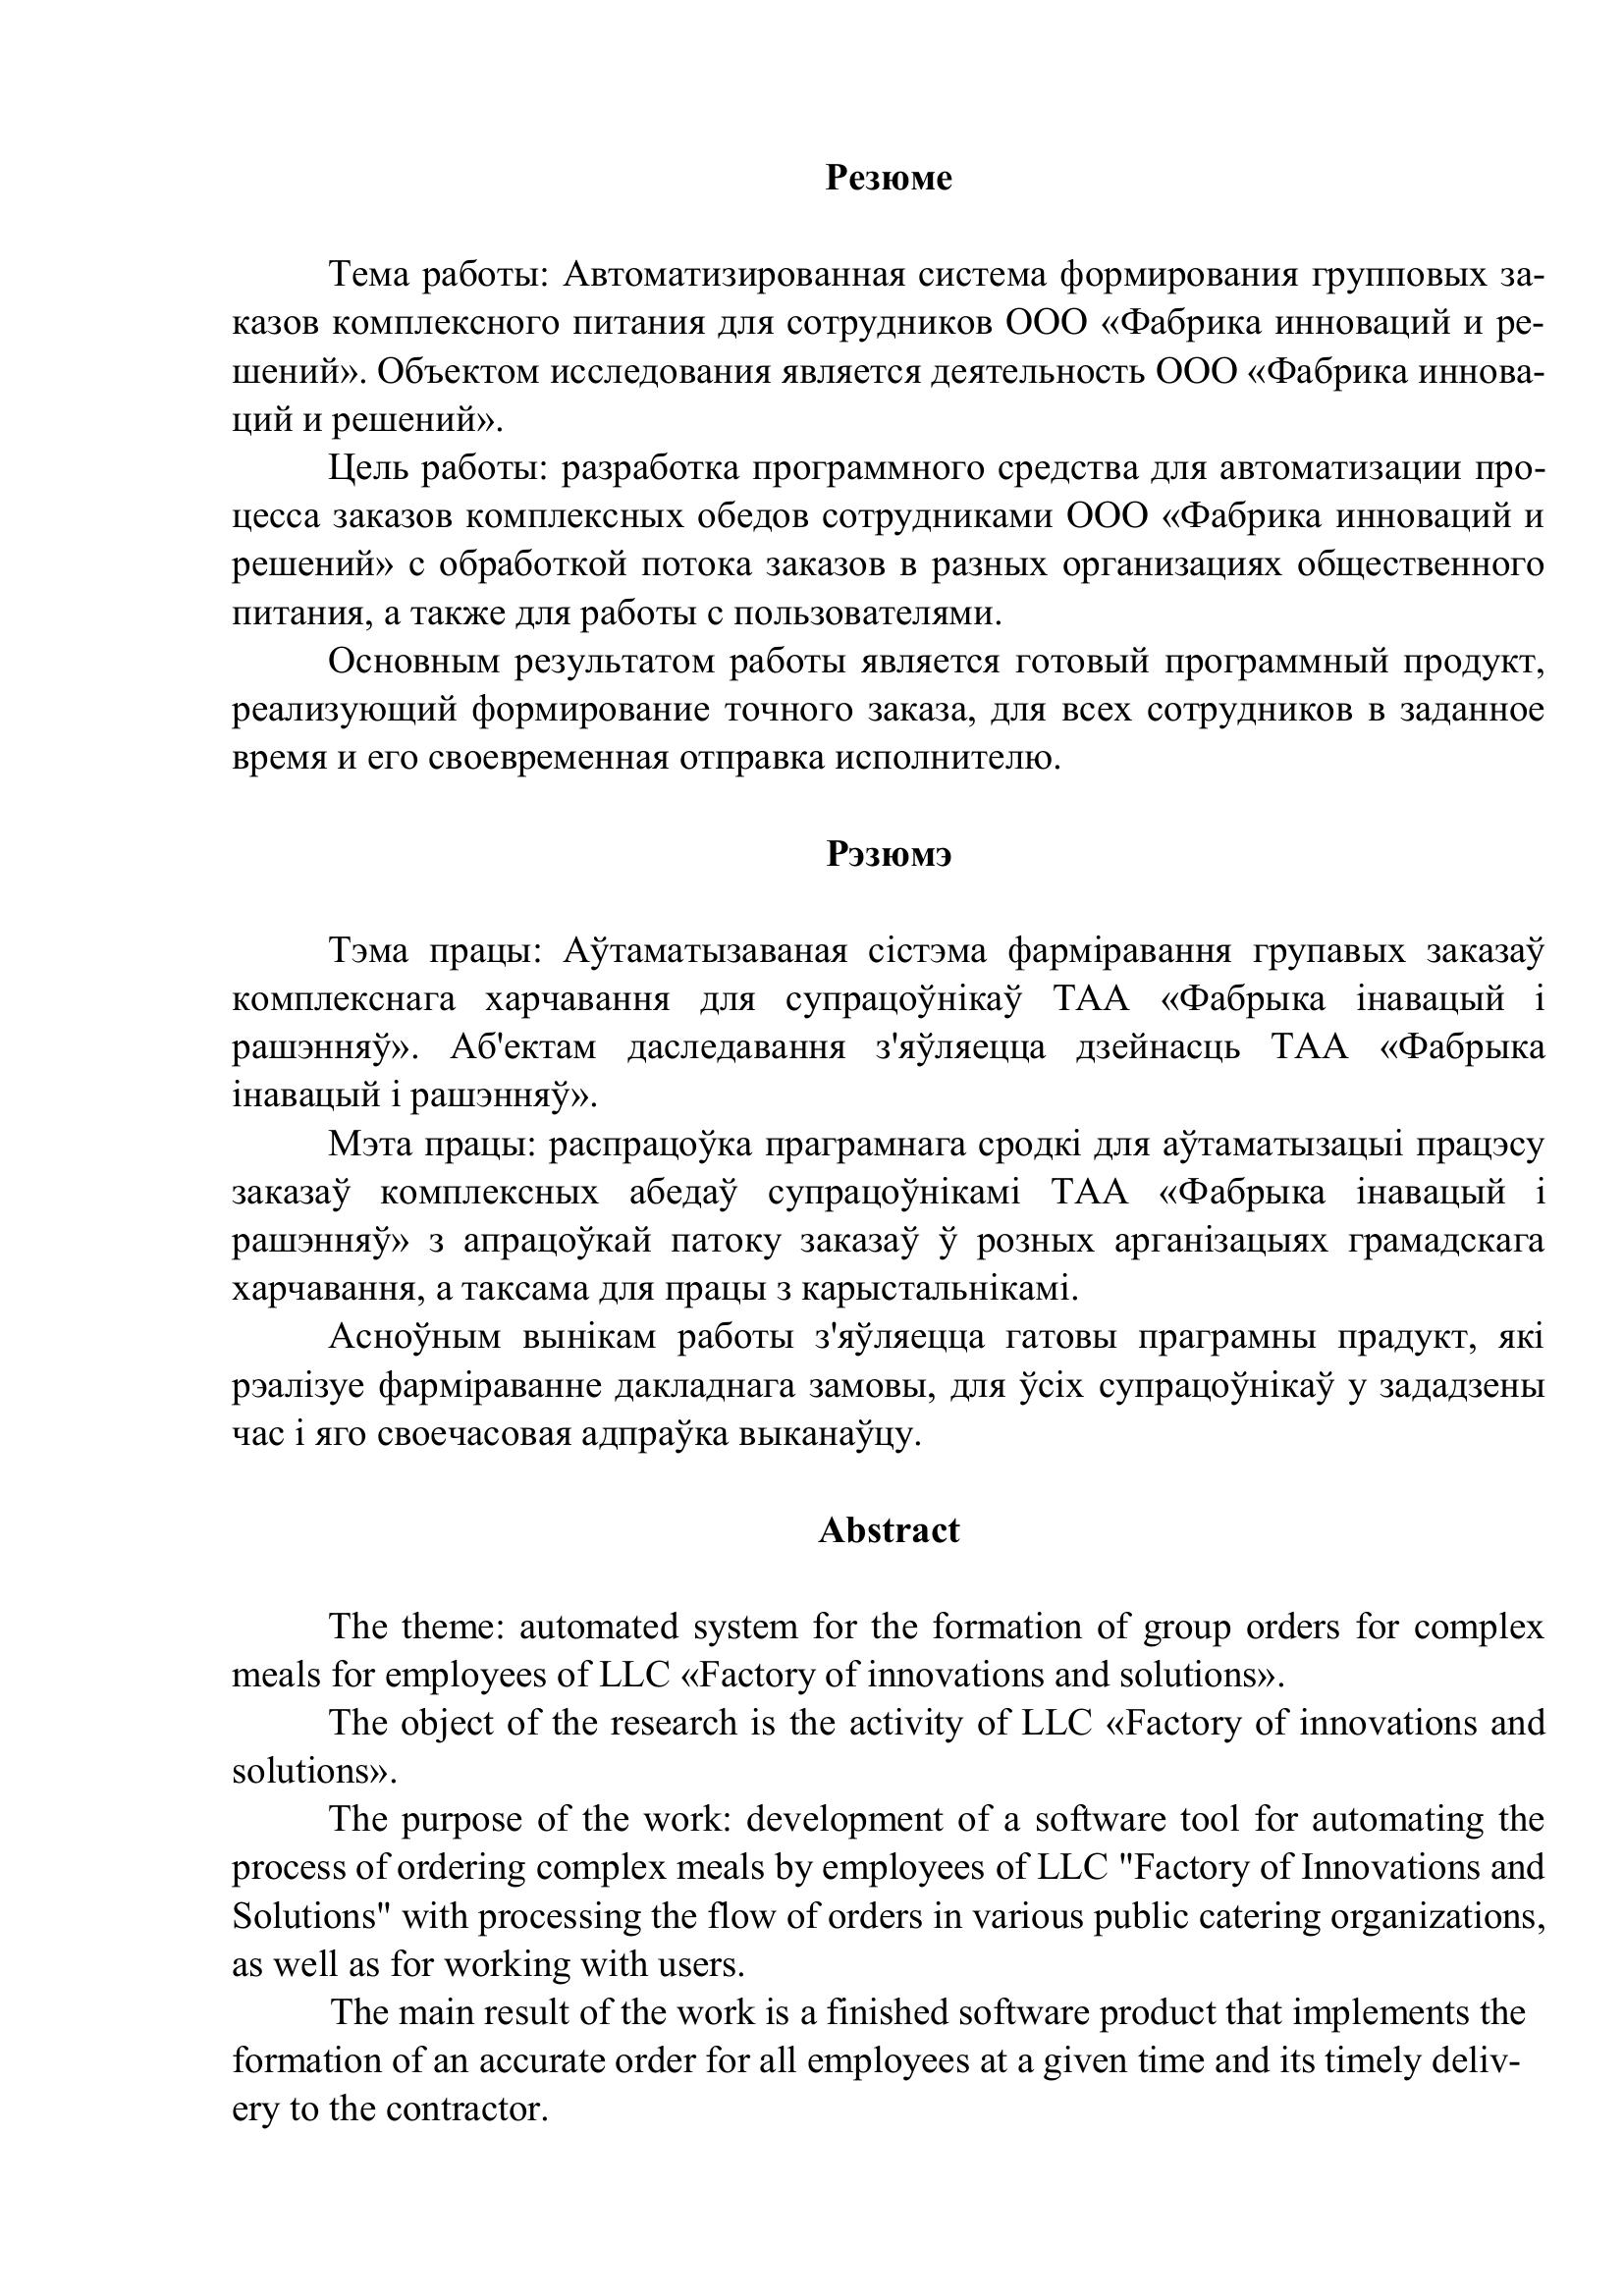 Резюме
Тема работы: Автоматизированная система формирования групповых за-
казов комплексного питания для сотрудников ООО «Фабрика инноваций и ре-
шений». Объектом исследования является деятельность ООО «Фабрика иннова-
ций и решений».
Цель работы: разработка программного средства для автоматизации про-
цесса заказов комплексных обедов сотрудниками ООО «Фабрика инноваций и
решений» с обработкой потока заказов в разных организациях общественного
питания, а также для работы с пользователями.
Основным результатом работы является готовый программный продукт,
реализующий формирование точного заказа, для всех сотрудников в заданное
время и его своевременная отправка исполнителю.
Рэзюмэ
Тэма працы: Аўтаматызаваная сістэма фарміравання групавых заказаў
комплекснага харчавання для супрацоўнікаў ТАА «Фабрыка інавацый і
рашэнняў». Аб'ектам даследавання з'яўляецца дзейнасць ТАА «Фабрыка
інавацый і рашэнняў».
Мэта працы: распрацоўка праграмнага сродкі для аўтаматызацыі працэсу
заказаў комплексных абедаў супрацоўнікамі ТАА «Фабрыка інавацый і
рашэнняў» з апрацоўкай патоку заказаў ў розных арганізацыях грамадскага
харчавання, а таксама для працы з карыстальнікамі.
Асноўным вынікам работы з'яўляецца гатовы праграмны прадукт, які
рэалізуе фарміраванне дакладнага замовы, для ўсіх супрацоўнікаў у зададзены
час і яго своечасовая адпраўка выканаўцу.
Abstract
The theme: automated system for the formation of group orders for complex
meals for employees of LLC «Factory of innovations and solutions».
The object of the research is the activity of LLC «Factory of innovations and
solutions».
The purpose of the work: development of a software tool for automating the
process of ordering complex meals by employees of LLC "Factory of Innovations and
Solutions" with processing the flow of orders in various public catering organizations,
as well as for working with users.
The main result of the work is a finished software product that implements the
formation of an accurate order for all employees at a given time and its timely deliv-
ery to the contractor.